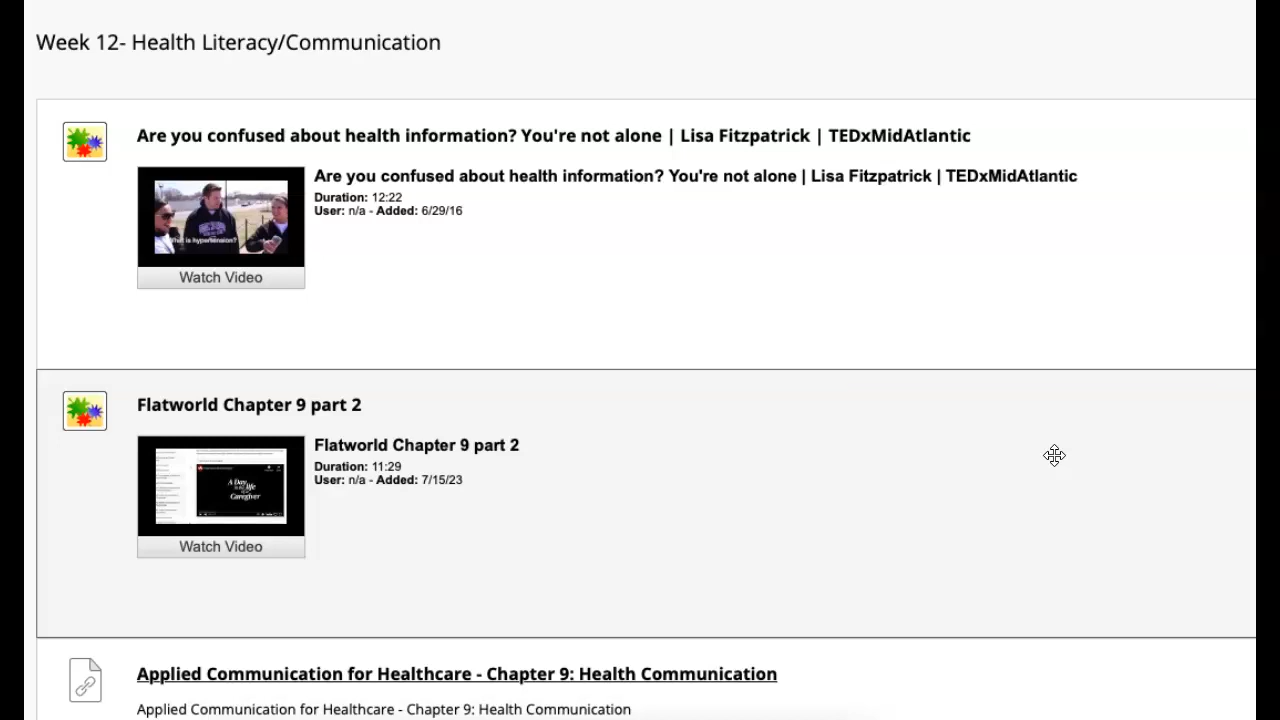 Week 12- Health Literacy/Communication
Are you confused about health information? You're not alone | Lisa Fitzpatrick | TEDxMidAtlantic
Are you confused about health information? You're not alone | Lisa Fitzpatrick | TEDxMidAtlantic
Duration: 12:22
User: n/a - Added: 6/29/16
What is hypertension?
Watch Video
Flatworld Chapter 9 part 2
Flatworld Chapter 9 part 2
Duration: 11:29
User: n/a - Added: 7/15/23
A Day
in the life
of a
Caregiver
Watch Video
Applied Communication for Healthcare - Chapter 9: Health Communication
Applied Communication for Healthcare - Chapter 9: Health Communication